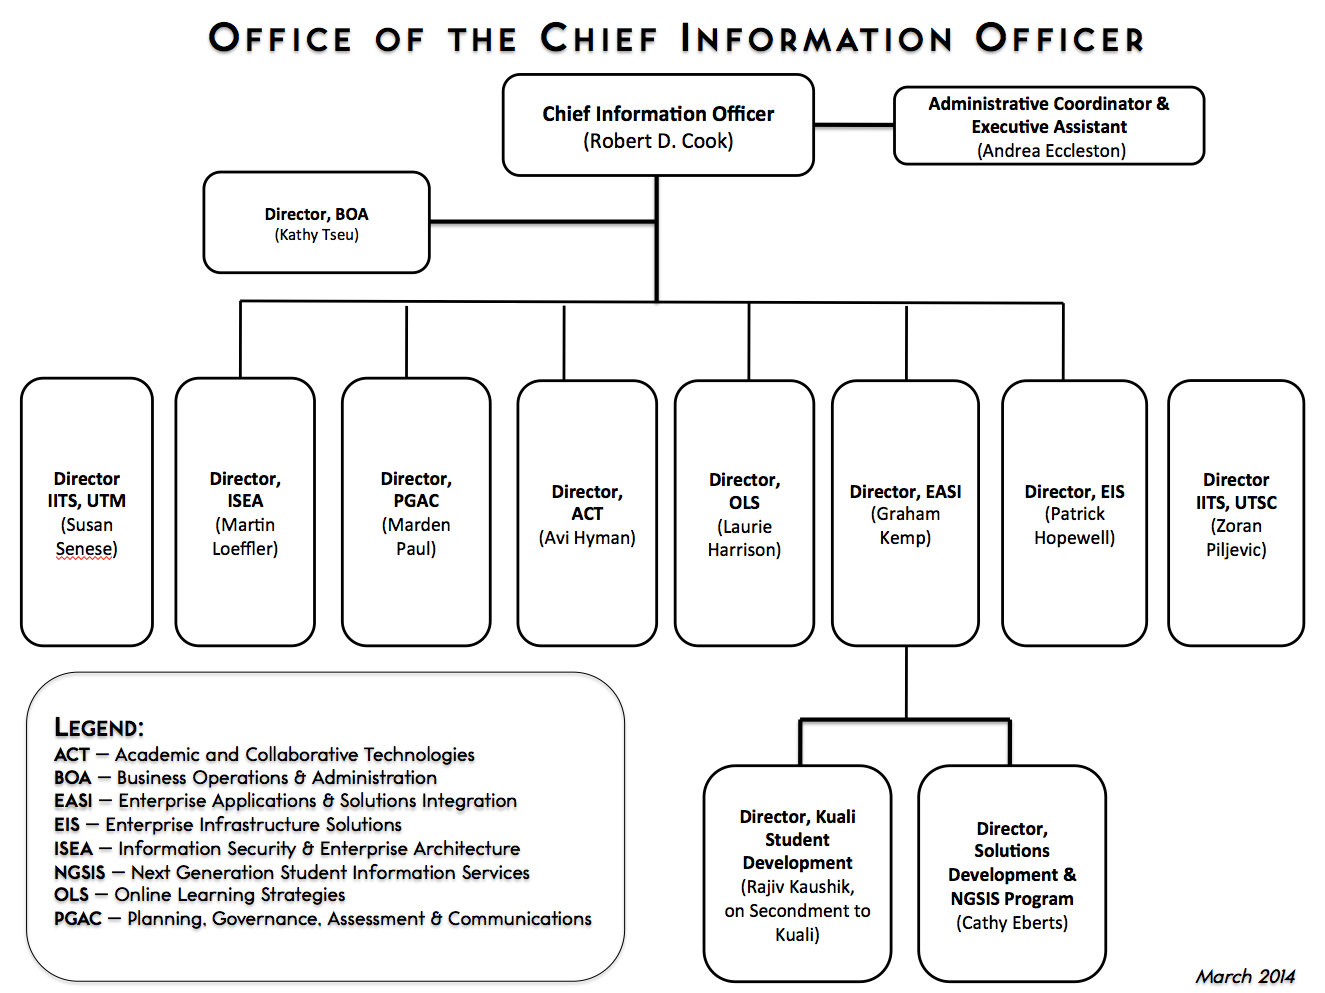 OFFICE OF THE CHIEF INFORMATION OFFICER
Chief Information Officer
(Robert D. Cook)
Administrative Coordinator &
Executive Assistant
(Andrea Eccleston)
Director, BOA
(Kathy Tseu)
Director
IITS, UTM
(Susan
Senese)
Director,
ISEA
(Martin
Loeffler)
Director,
PGAC
(Marden
Paul)
Director,
ACT
(Avi Hyman)
Director,
OLS
(Laurie
Harrison)
Director, EASI
(Graham
Kemp)
Director, EIS
(Patrick
Hopewell)
Director
IITS, UTSC
(Zoran
Piljevic)
LEGEND:
ACT – Academic and Collaborative Technologies
BOA – Business Operations & Administration
EASI – Enterprise Applications & Solutions Integration
EIS – Enterprise Infrastructure Solutions
ISEA – Information Security & Enterprise Architecture
NGSIS – Next Generation Student Information Services
OLS – Online Learning Strategies
PGAC – Planning, Governance, Assessment & Communications
Director, Kuali
Student
Development
(Rajiv Kaushik,
on Secondment to
Kuali)
Director,
Solutions
Development &
NGSIS Program
(Cathy Eberts)
March 2014